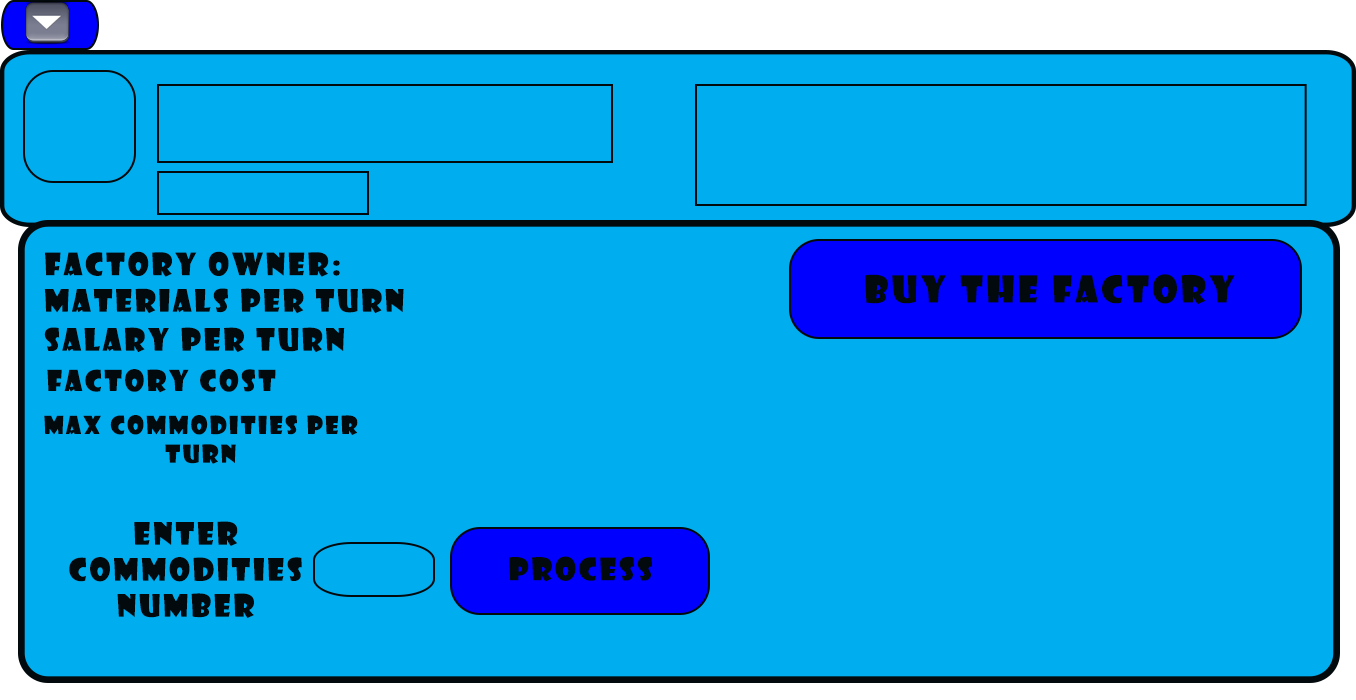 FACTORY OWNER:
MATERIALS PER TURN
SALARY PER TURN
FACTORY COST
MAX COMMODITIES PER
TURN
BUY THE FACTORY
ENTER
COMMODITIES
NUMBER
PROCESS